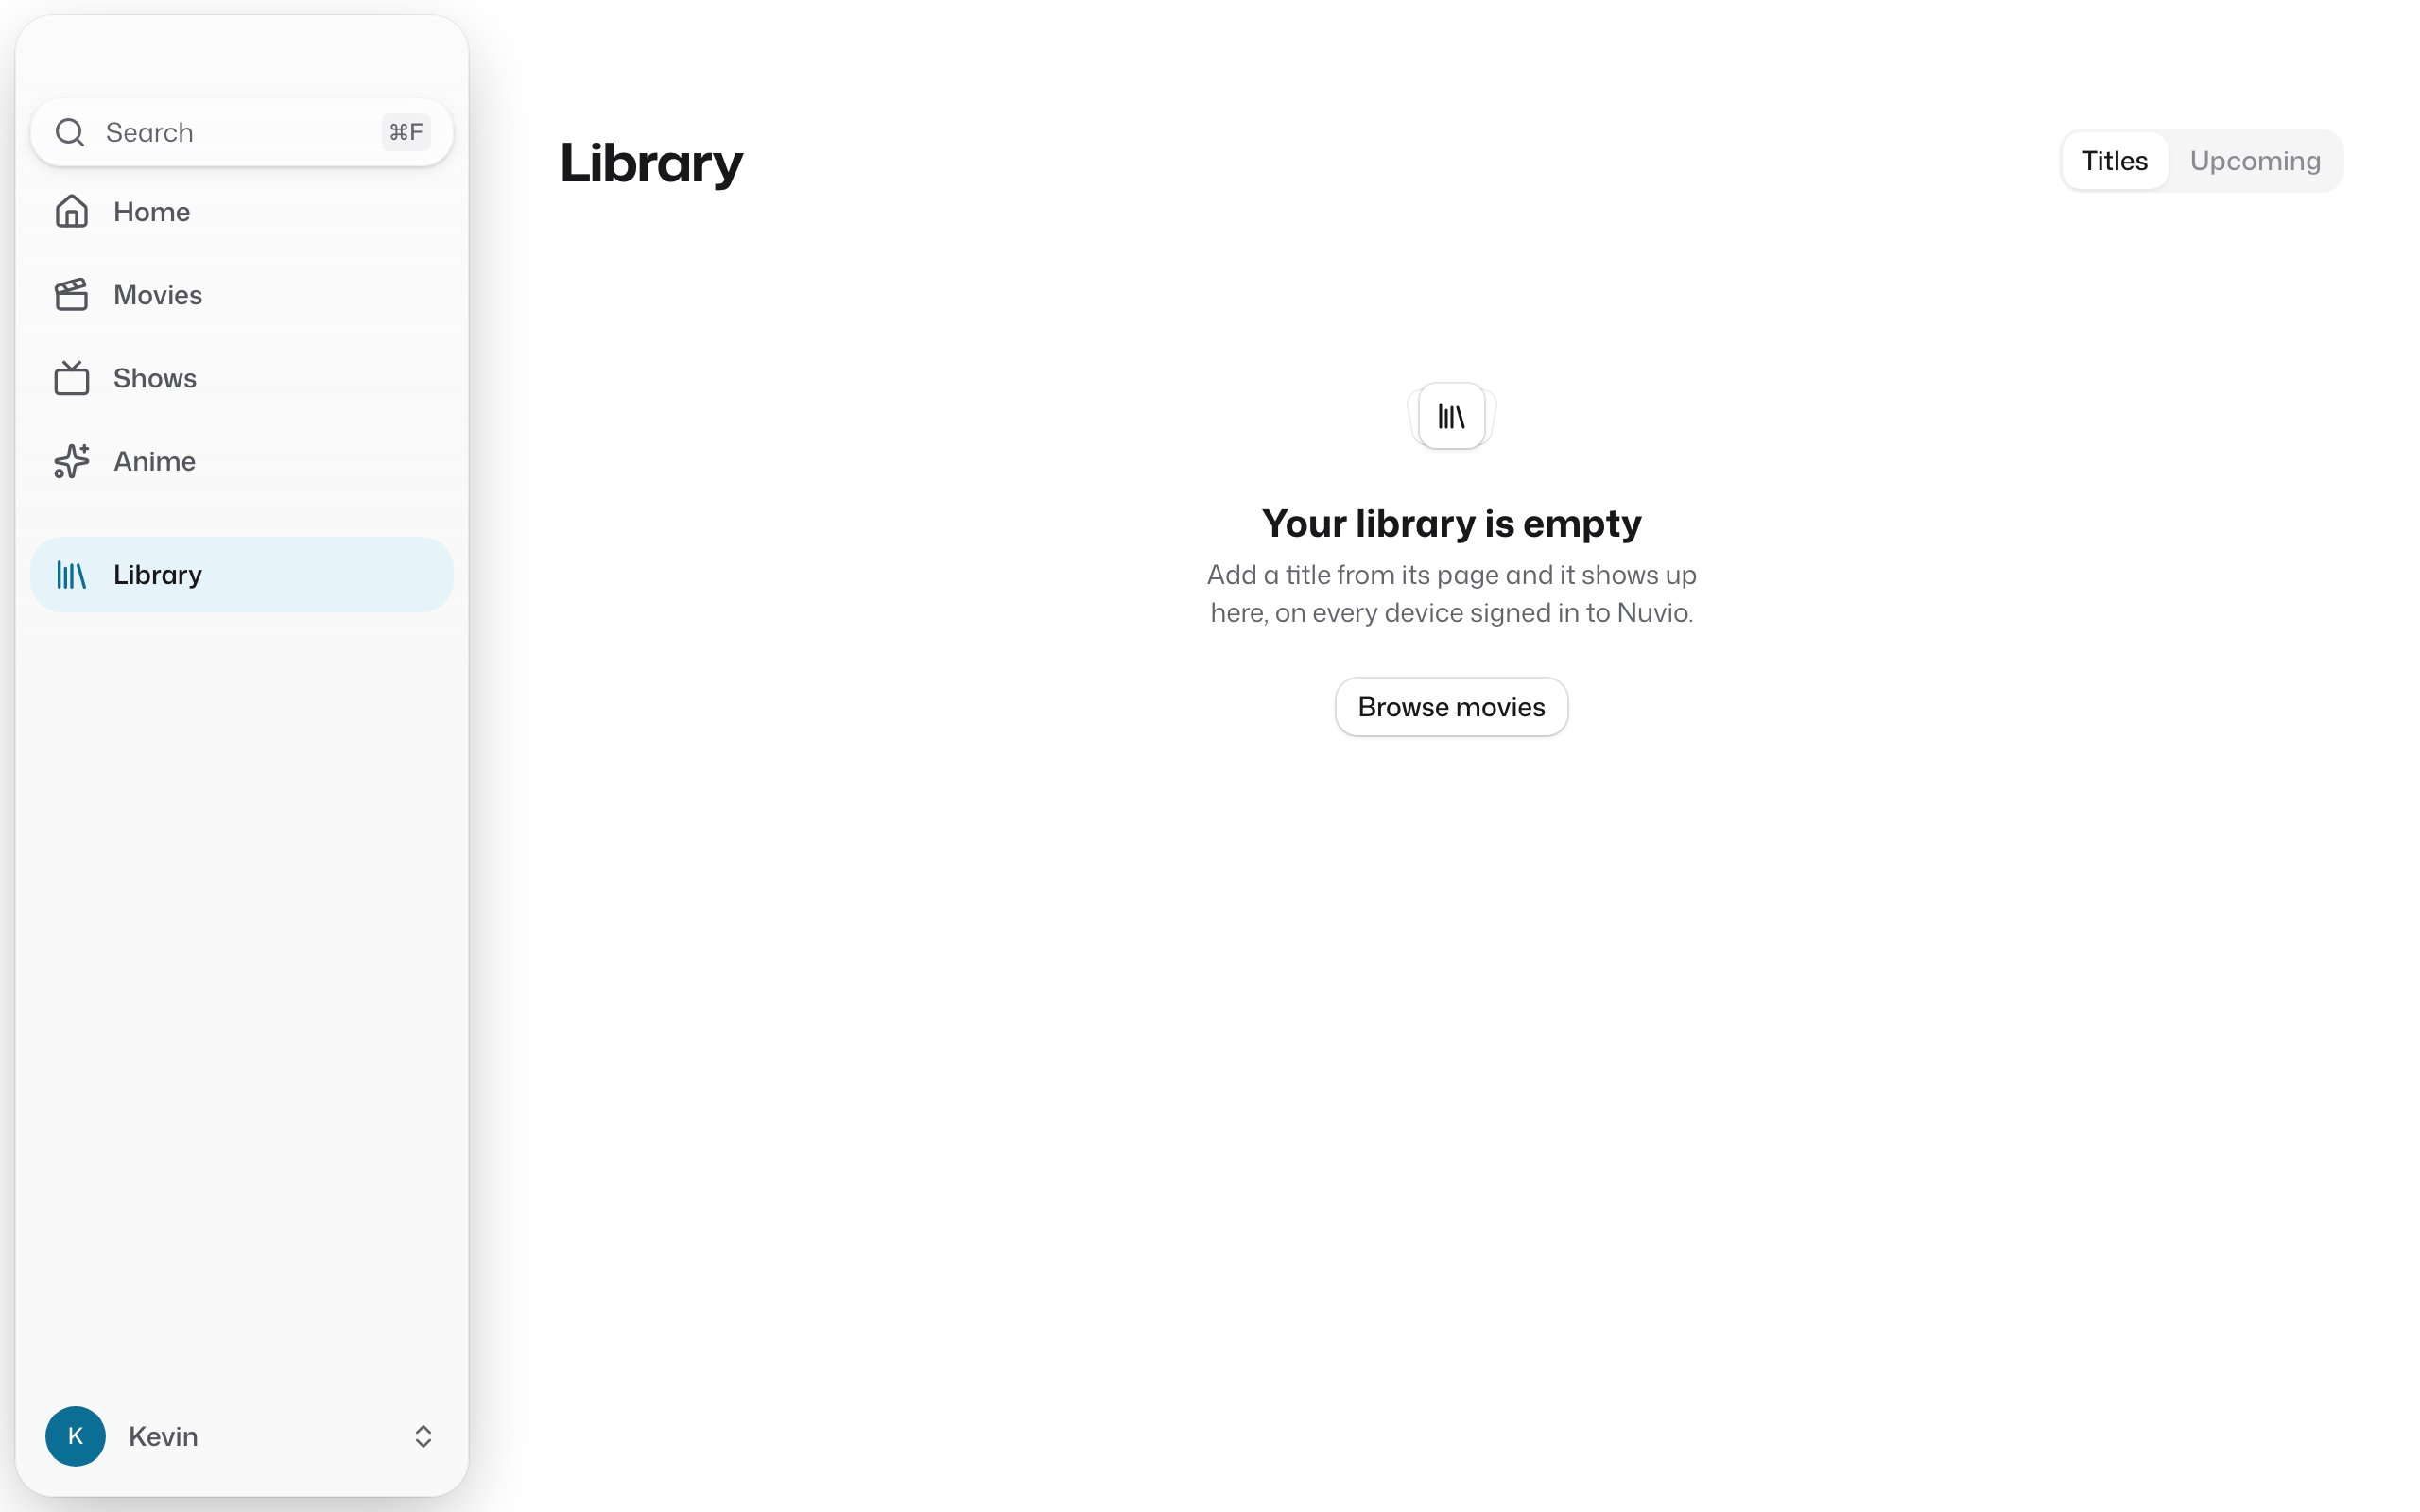 Search ⌘F
Home
Movies
Shows
Anime
Library
Kevin
K
Library
Titles Upcoming
Your library is empty
Add a title from its page and it shows up
here, on every device signed in to Nuvio.
Browse movies